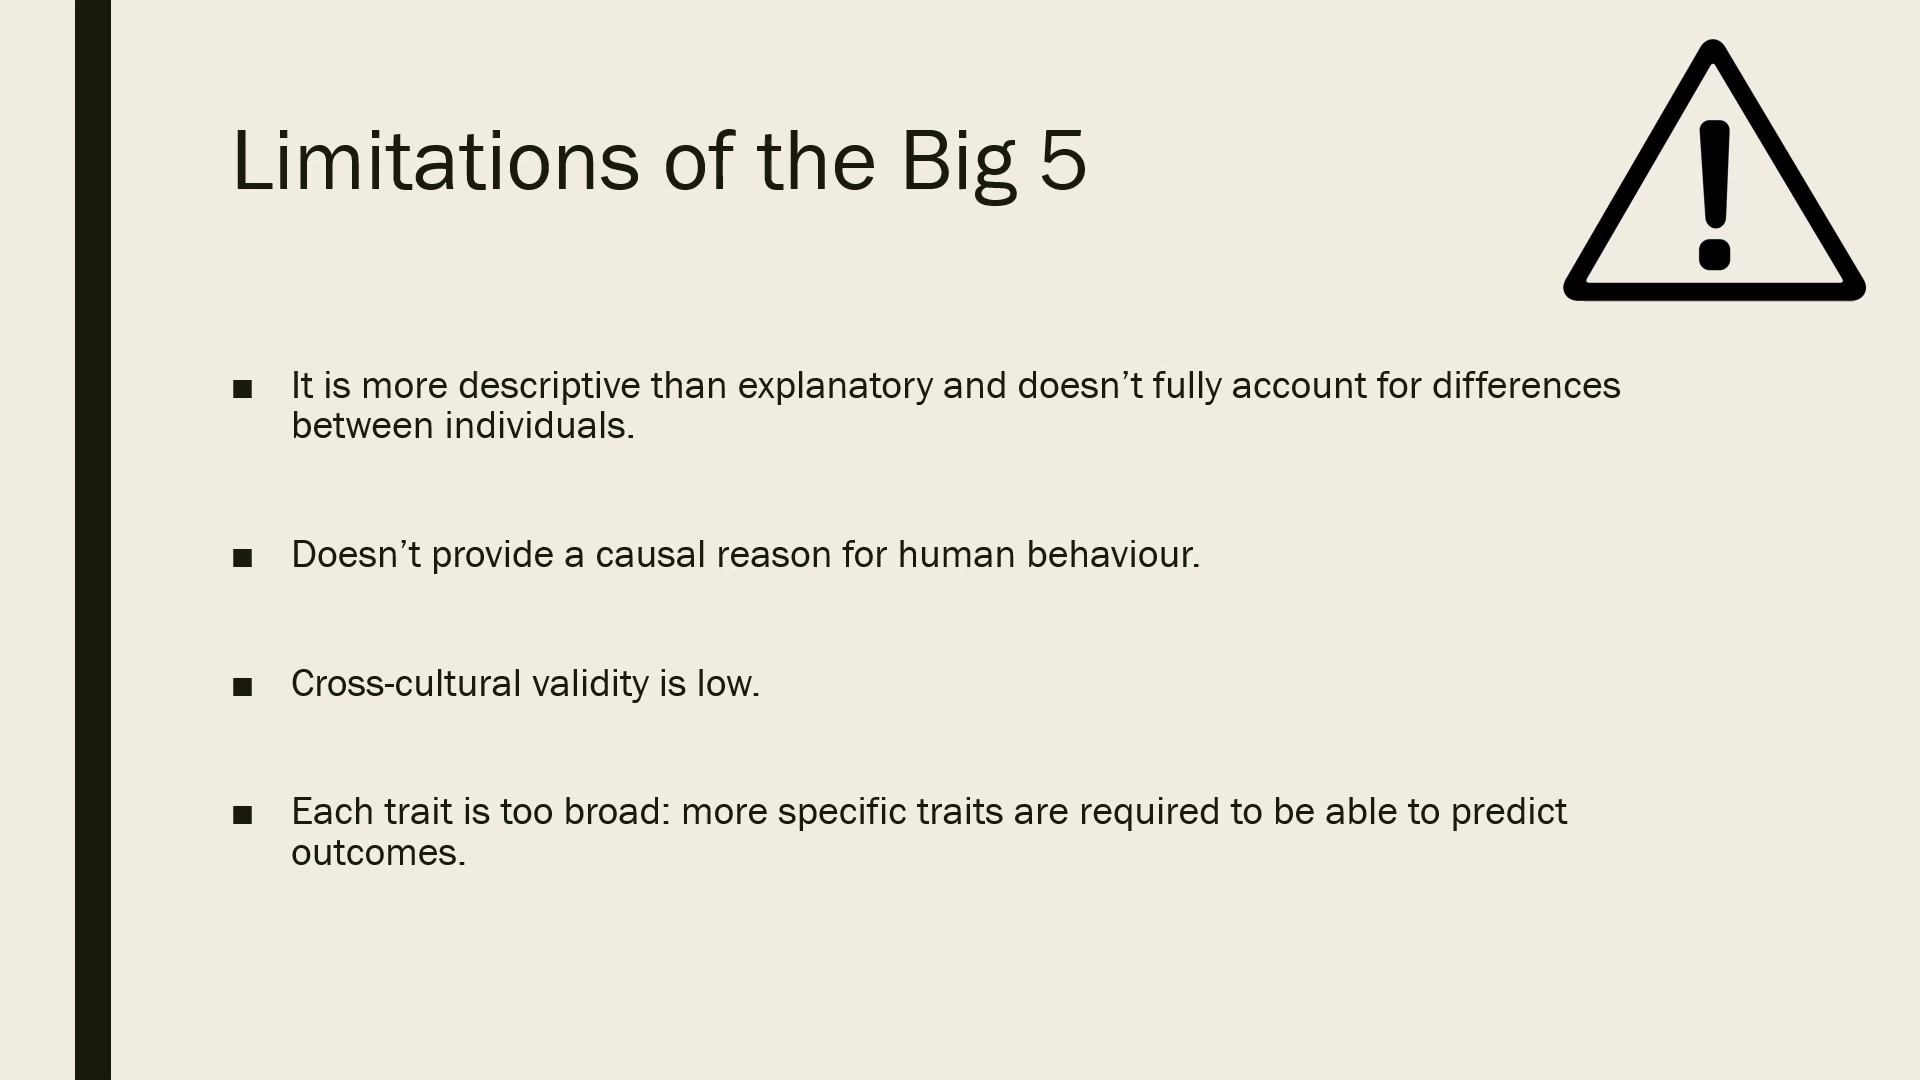 Limitations of the Big 5
■ It is more descriptive than explanatory and doesn’t fully account for differences
between individuals.
■ Doesn’t provide a causal reason for human behaviour.
■ Cross-cultural validity is low.
■ Each trait is too broad: more specific traits are required to be able to predict
outcomes.